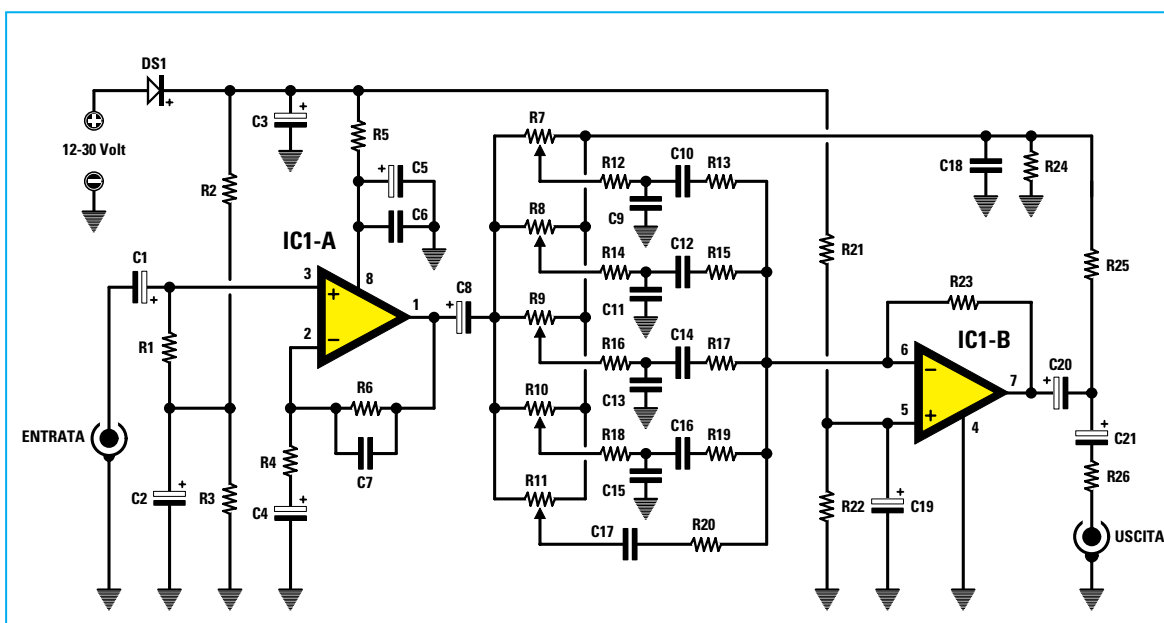 DS1
+
12-30 Volt
C3
+
R5
R2
+
C5
C6
IC1-A
C1
+
3
+
8
2
−
1
+
C8
R1
R6
C7
ENTRATA
R4
C2
+
R3
C4
+
R7
R12
C10
R13
C9
R8
R14
C12
R15
C11
R9
R16
C14
R17
C13
R10
R18
C16
R19
C15
R11
C17
R20
C18
R24
R21
R25
R23
IC1-B
6
−
7
5
+
4
C20
+
+
C21
R26
R22
+
C19
USCITA